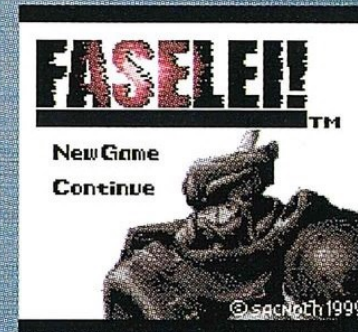 FASELEI!
TM
New Game
Continue
© sacnoth 1999